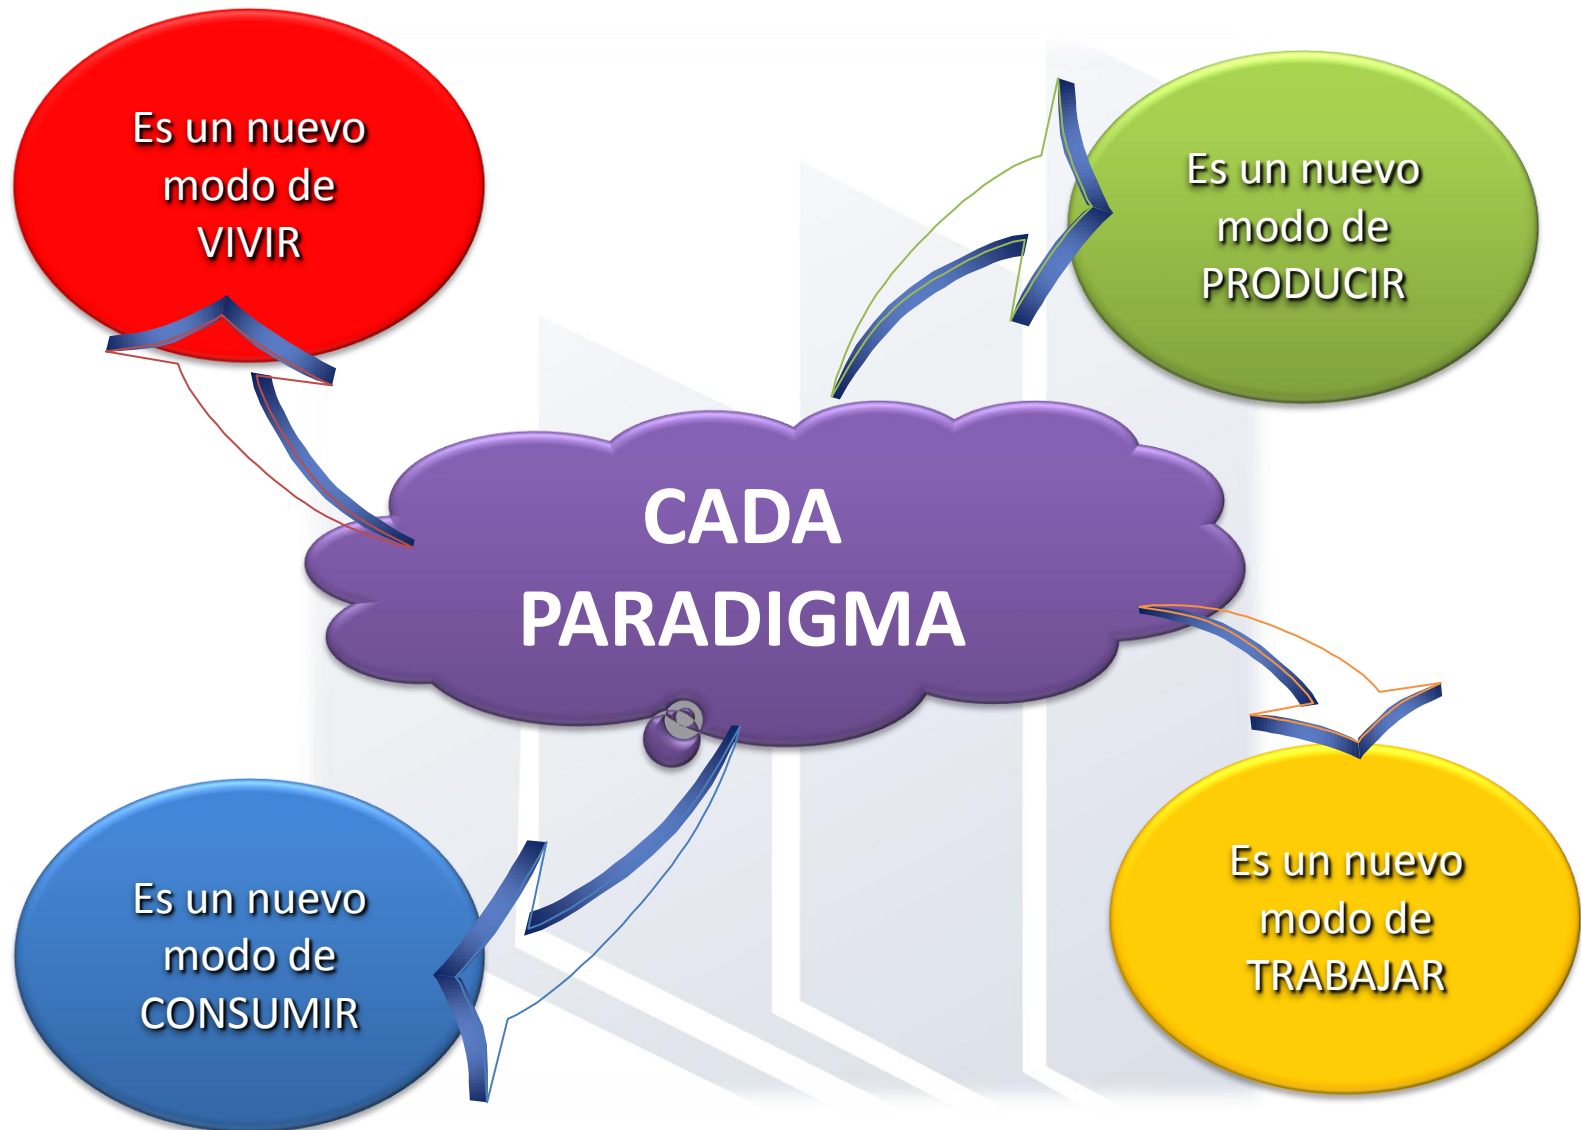 Es un nuevo
modo de
VIVIR
Es un nuevo
modo de
PRODUCIR
CADA
PARADIGMA
Es un nuevo
modo de
CONSUMIR
Es un nuevo
modo de
TRABAJAR